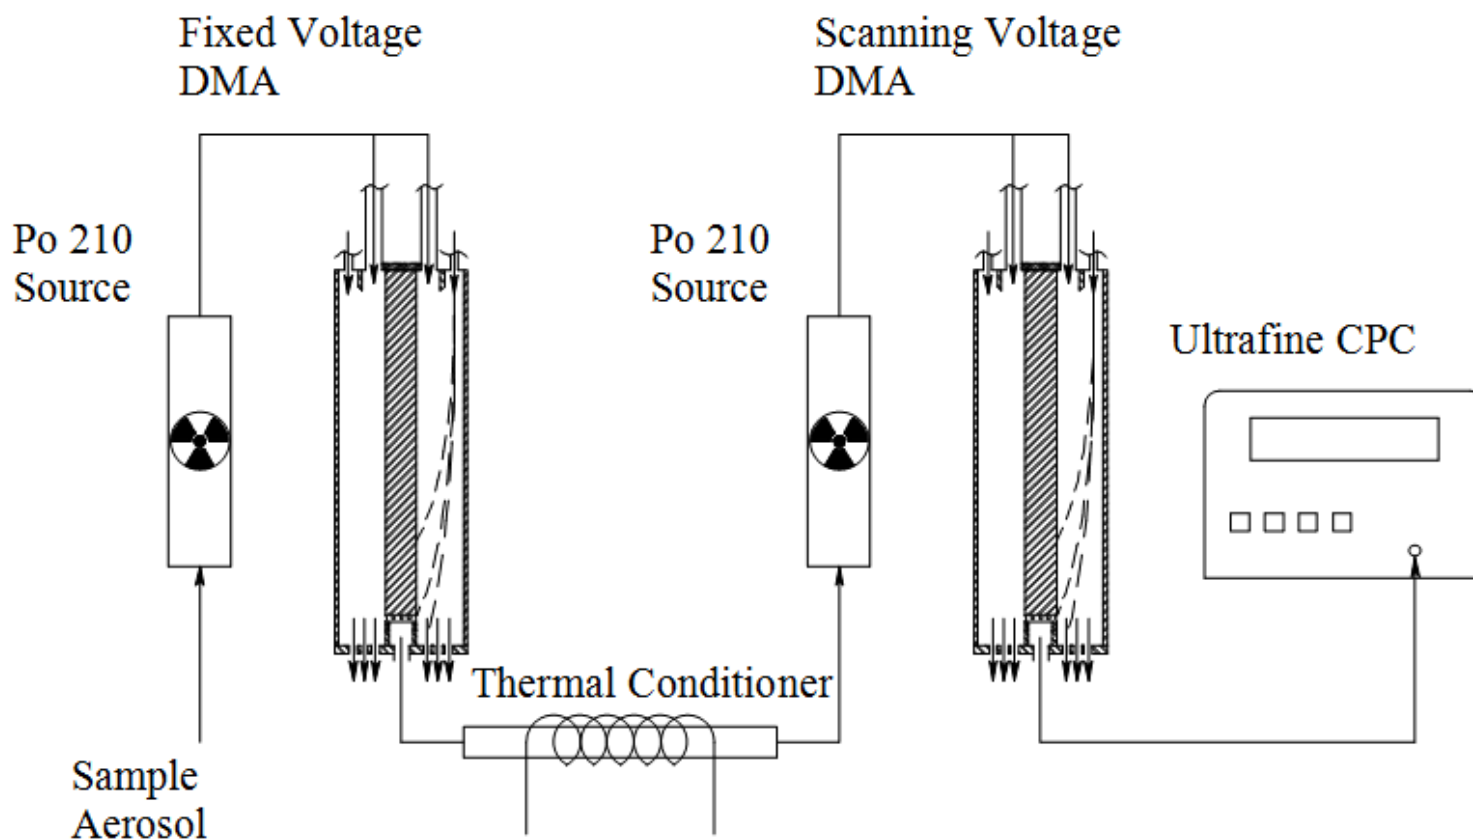 Fixed Voltage
DMA
Scanning Voltage
DMA
Po 210
Source
Po 210
Source
Ultrafine CPC
Thermal Conditioner
Sample
Aerosol